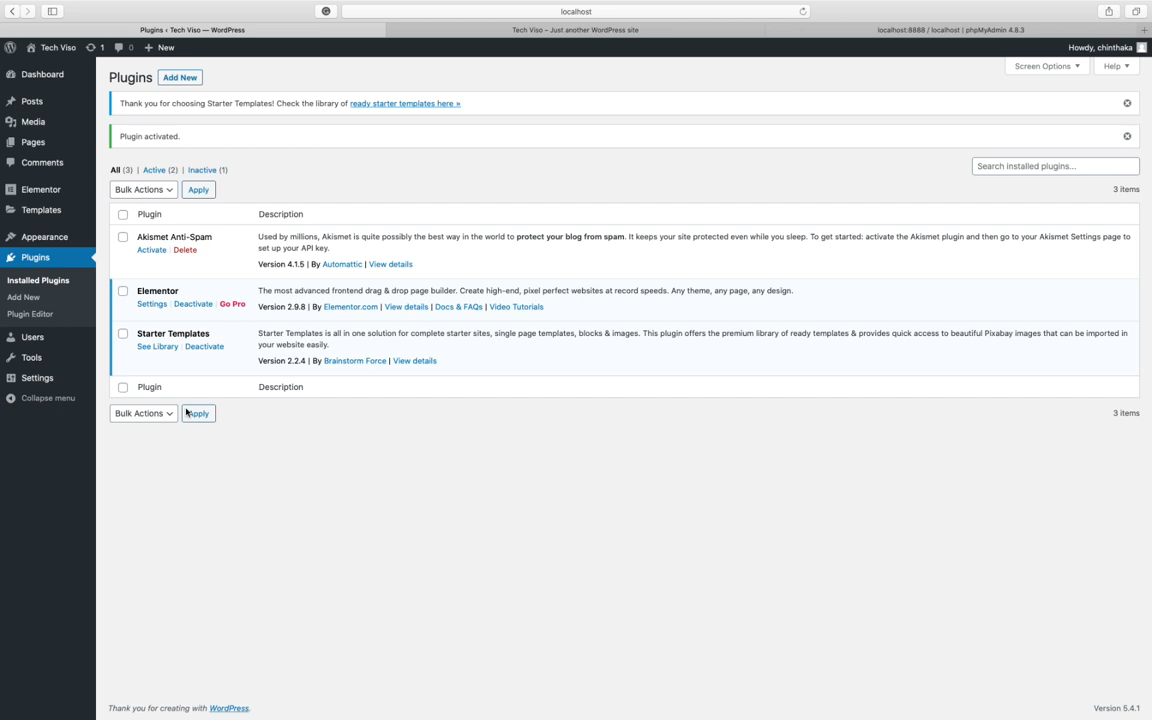 localhost
Plugins ‹ Tech Viso — WordPress
Tech Viso – Just another WordPress site
localhost:8888 / localhost | phpMyAdmin 4.8.3
Tech Viso 1 0 New
Howdy, chinthaka
Screen Options
Help
Dashboard
Posts
Media
Pages
Comments
Elementor
Templates
Appearance
Plugins
Installed Plugins
Add New
Plugin Editor
Users
Tools
Settings
Collapse menu
Plugins Add New
Thank you for choosing Starter Templates! Check the library of ready starter templates here »
Plugin activated.
All (3) | Active (2) | Inactive (1)
Search installed plugins...
Bulk Actions Apply
3 items
Plugin Description
Akismet Anti-Spam
Activate | Delete
Used by millions, Akismet is quite possibly the best way in the world to protect your blog from spam. It keeps your site protected even while you sleep. To get started: activate the Akismet plugin and then go to your Akismet Settings page to
set up your API key.
Version 4.1.5 | By Automattic | View details
Elementor
Settings | Deactivate | Go Pro
The most advanced frontend drag & drop page builder. Create high-end, pixel perfect websites at record speeds. Any theme, any page, any design.
Version 2.9.8 | By Elementor.com | View details | Docs & FAQs | Video Tutorials
Starter Templates
See Library | Deactivate
Starter Templates is all in one solution for complete starter sites, single page templates, blocks & images. This plugin offers the premium library of ready templates & provides quick access to beautiful Pixabay images that can be imported in
your website easily.
Version 2.2.4 | By Brainstorm Force | View details
Plugin Description
Bulk Actions Apply
3 items
Thank you for creating with WordPress.
Version 5.4.1